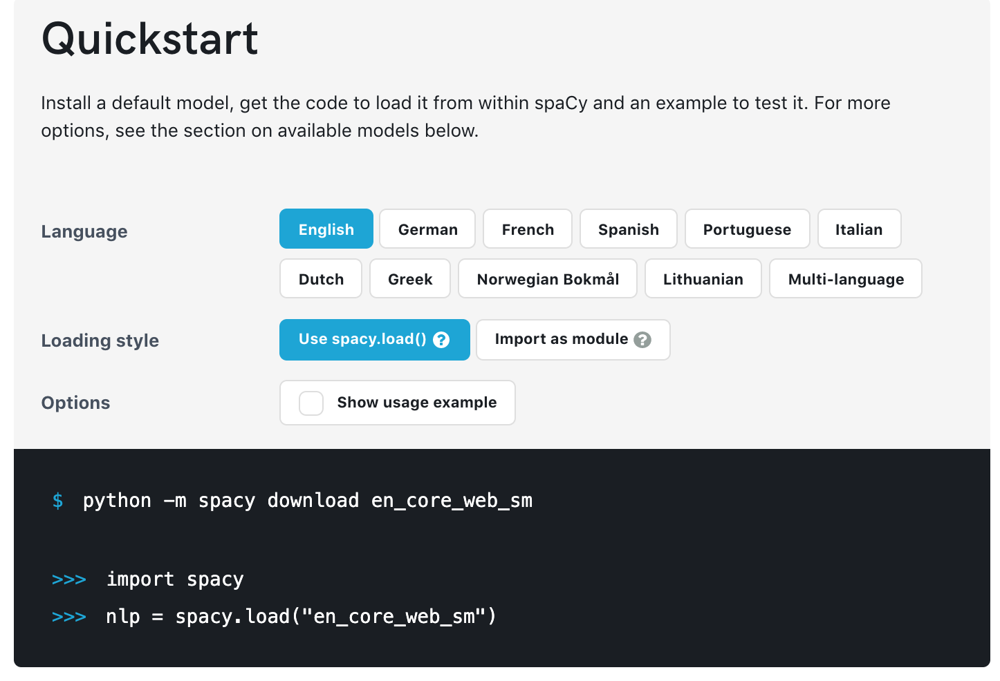 Quickstart
Install a default model, get the code to load it from within spaCy and an example to test it. For more
options, see the section on available models below.
Language
English German French Spanish Portuguese Italian
Dutch Greek Norwegian Bokmål Lithuanian Multi-language
Loading style
Use spacy.load() ? Import as module ?
Options
Show usage example
$ python -m spacy download en_core_web_sm
>>> import spacy
>>> nlp = spacy.load("en_core_web_sm")